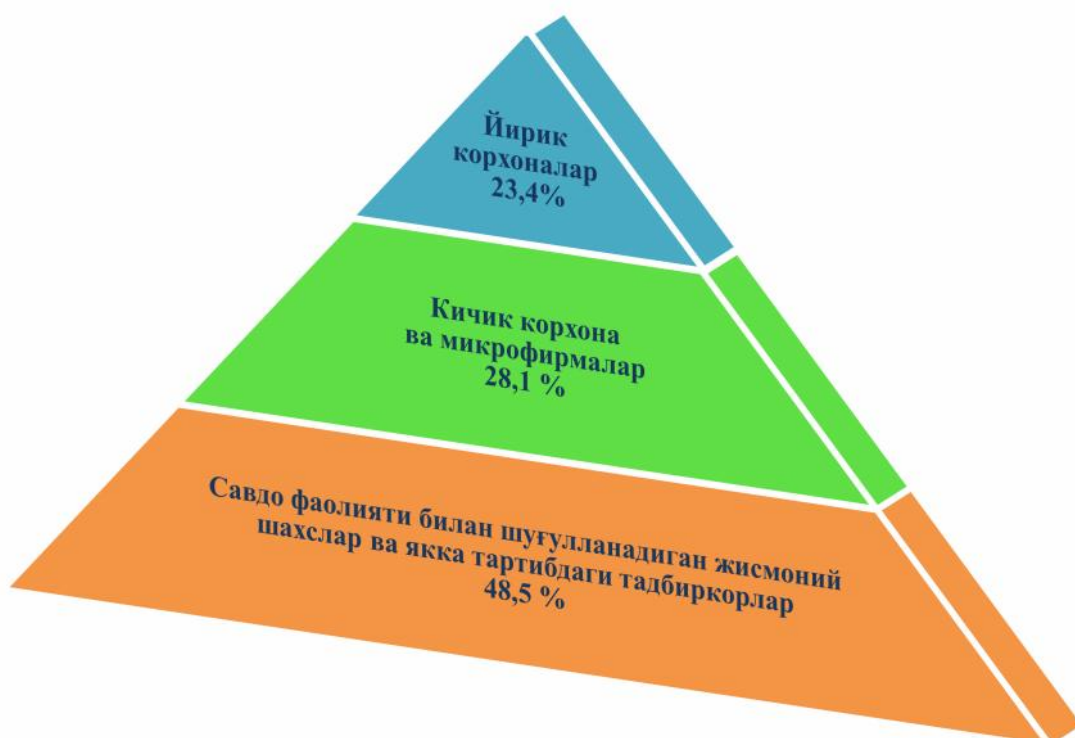 Йирик
корхоналар
23,4%
Кичик корхона
ва микрофирмалар
28,1 %
Савдо фаолияти билан шуғулланадиган жисмоний
шахслар ва якка тартибдаги тадбиркорлар
48,5 %